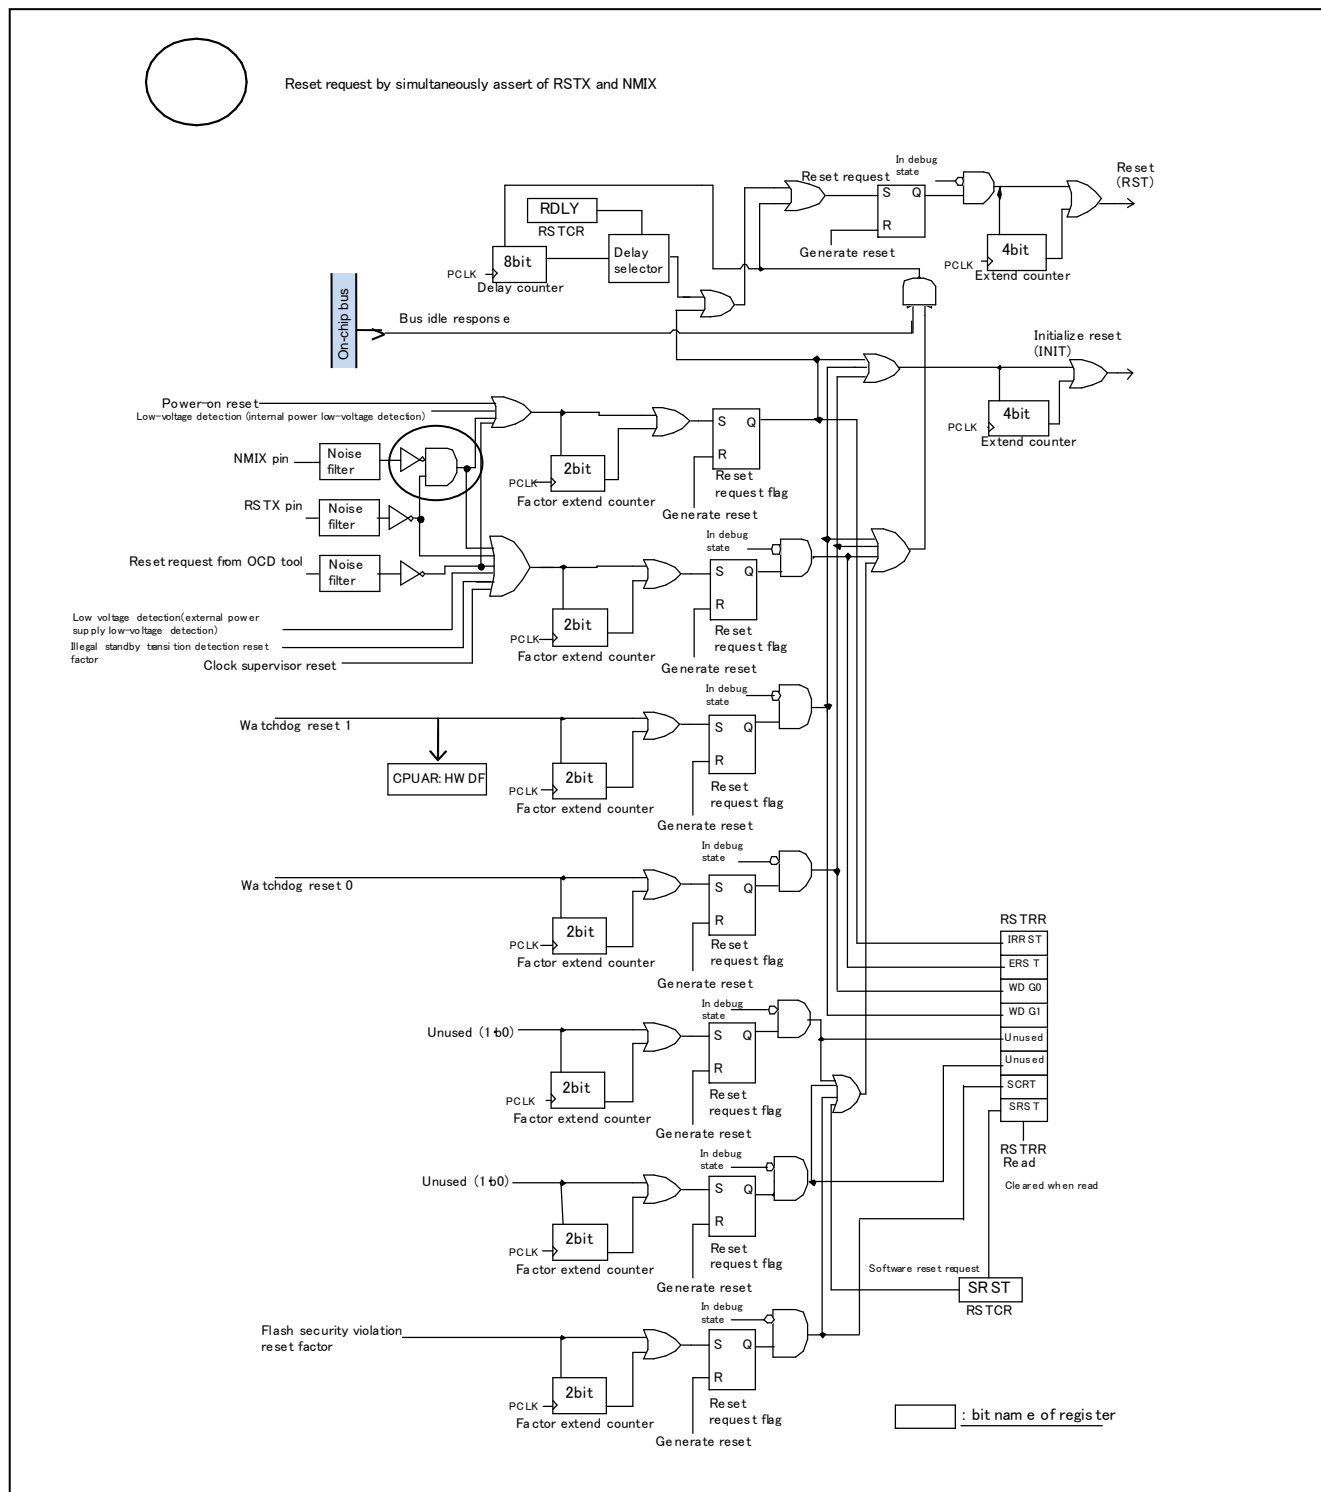 Reset request by simultaneously assert of RSTX and NMIX
In debug
state
Reset
(RST)
Reset request
S
Q
R
RDLY
RSTCR
Delay
selector
8bit
PCLK
Delay counter
Generate reset
4bit
PCLK
Extend counter
On-chip bus
Bus idle response
Initialize reset
(INIT)
4bit
PCLK
Extend counter
Power-on reset
Low-voltage detection (internal power low-voltage detection)
NMIX pin
Noise
filter
2bit
PCLK
Factor extend counter
S
Q
R
Reset
request flag
Generate reset
RSTX pin
Noise
filter
Reset request from OCD tool
Noise
filter
In debug
state
S
Q
R
2bit
PCLK
Factor extend counter
Reset
request flag
Generate reset
Low voltage detection(external power
supply low-voltage detection)
Illegal standby transition detection reset
factor
Clock supervisor reset
In debug
state
Watchdog reset 1
CPUAR:HWDF
S
Q
R
2bit
PCLK
Factor extend counter
Reset
request flag
Generate reset
In debug
state
Watchdog reset 0
S
Q
R
2bit
PCLK
Factor extend counter
Reset
request flag
Generate reset
RSTRR
IRRST
ERST
WDG0
WDG1
Unused
Unused
SCRT
SRST
RSTRR
Read
Cleared when read
In debug
state
Unused (1'b0)
S
Q
R
2bit
PCLK
Factor extend counter
Reset
request flag
Generate reset
In debug
state
Unused (1'b0)
S
Q
R
2bit
PCLK
Factor extend counter
Reset
request flag
Generate reset
Software reset request
SRST
RSTCR
In debug
state
Flash security violation
reset factor
S
Q
R
2bit
PCLK
Factor extend counter
Reset
request flag
Generate reset
: bit name of register